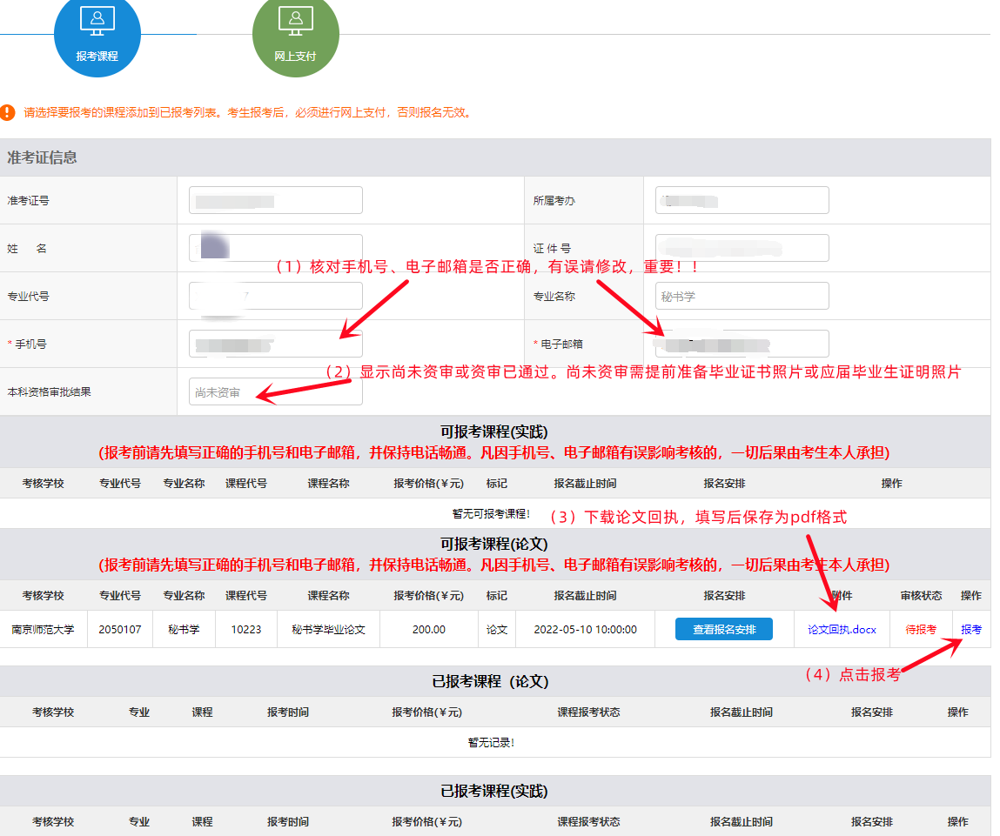 报考课程
网上支付
请选择要报考的课程添加到已报考列表。考生报考后，必须进行网上支付，否则报名无效。
准考证信息
准考证号 所属考办
姓 名 证 件 号
（1）核对手机号、电子邮箱是否正确，有误请修改，重要！！
专业代号 专业名称 秘书学
* 手机号 * 电子邮箱
（2）显示尚未资审或资审已通过。尚未资审需提前准备毕业证书照片或应届毕业生证明照片
本科资格审批结果 尚未资审
可报考课程(实践)
(报考前请先填写正确的手机号和电子邮箱，并保持电话畅通。凡因手机号、电子邮箱有误影响考核的，一切后果由考生本人承担)
考核学校 专业代号 专业名称 课程代号 课程名称 报考价格(￥元) 标记 报名截止时间 报名安排 操作
暂无可报考课程!
（3）下载论文回执，填写后保存为pdf格式
可报考课程(论文)
(报考前请先填写正确的手机号和电子邮箱，并保持电话畅通。凡因手机号、电子邮箱有误影响考核的，一切后果由考生本人承担)
考核学校 专业代号 专业名称 课程代号 课程名称 报考价格(￥元) 标记 报名截止时间 报名安排 附件 审核状态 操作
南京师范大学 2050107 秘书学 10223 秘书学毕业论文 200.00 论文 2022-05-10 10:00:00 查看报名安排 论文回执.docx 待报考 报考
（4）点击报考
已报考课程（论文)
考核学校 专业 课程 报考时间 报考价格(￥元) 课程报考状态 报名截止时间 报名安排 操作
暂无记录!
已报考课程(实践)
考核学校 专业 课程 报考时间 报考价格(￥元) 课程报考状态 报名截止时间 报名安排 操作